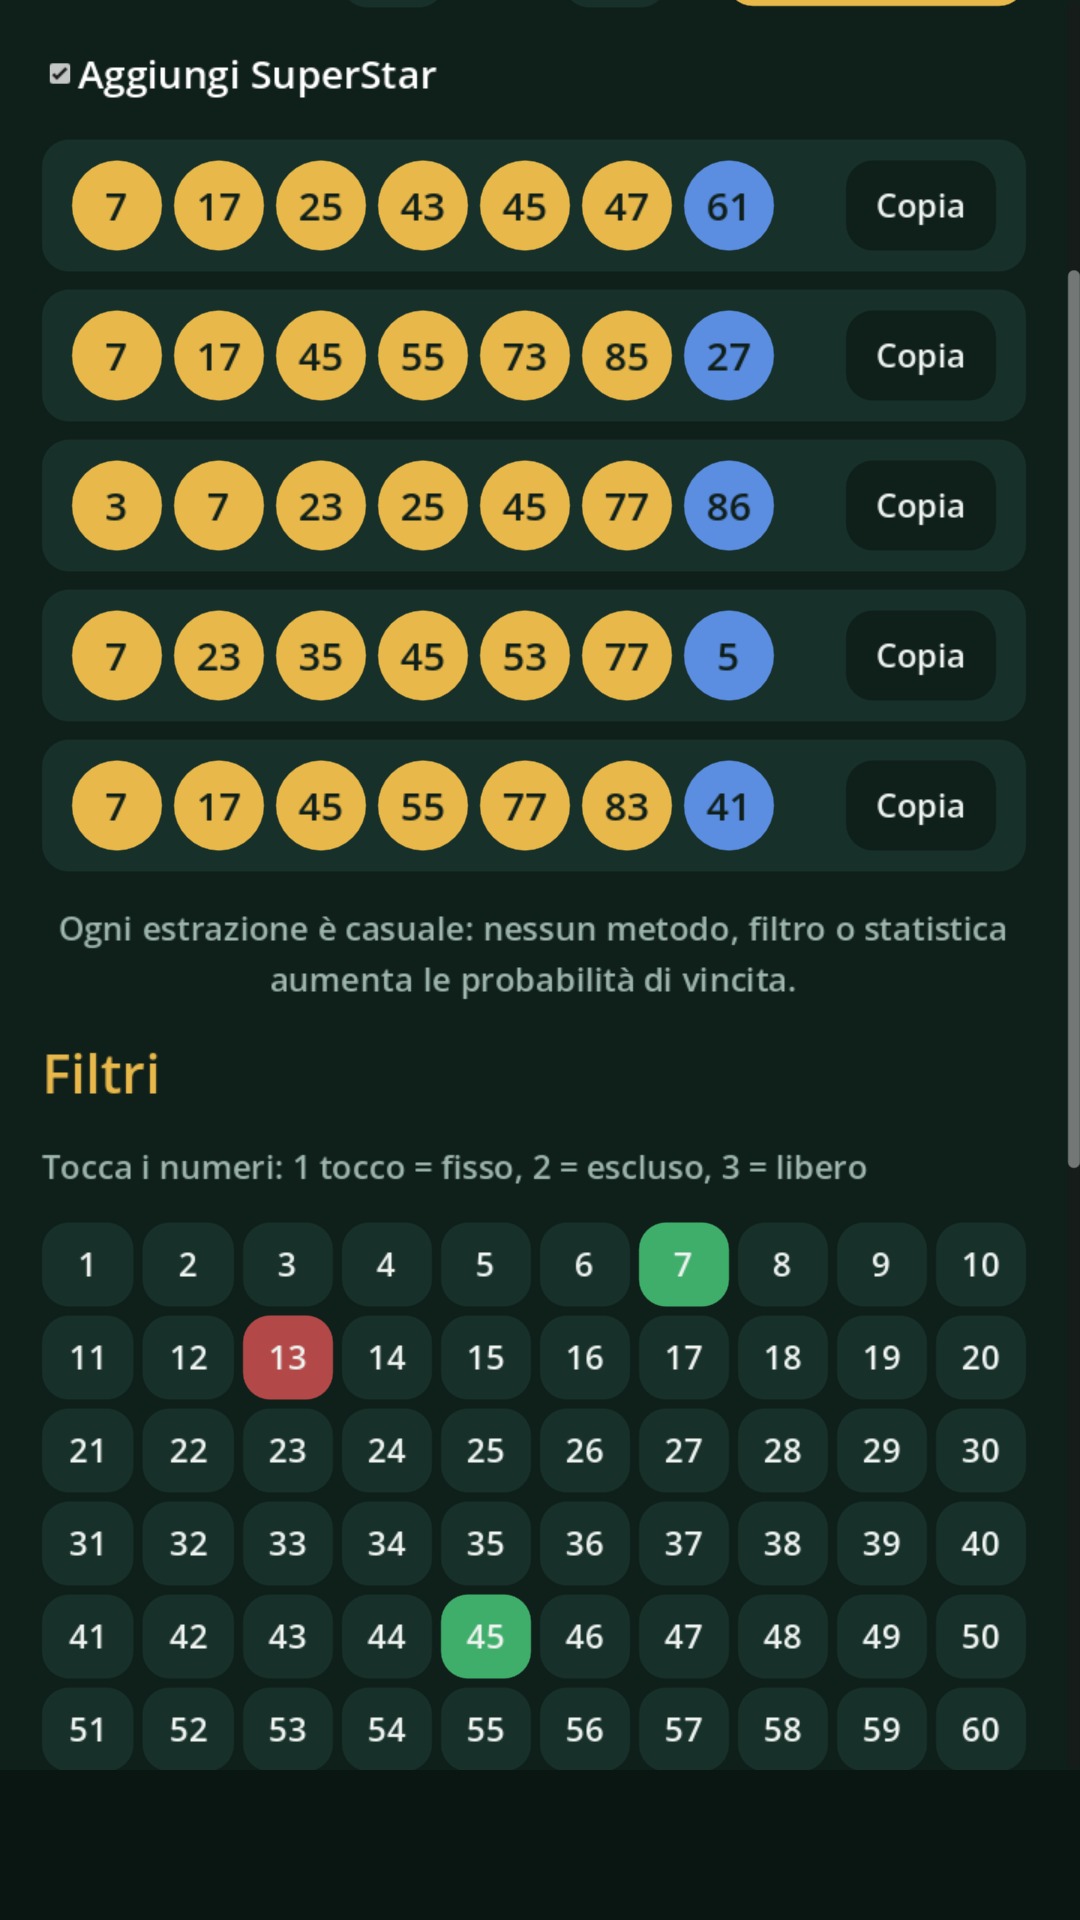 Aggiungi SuperStar
7 17 25 43 45 47 61 Copia
7 17 45 55 73 85 27 Copia
3 7 23 25 45 77 86 Copia
7 23 35 45 53 77 5 Copia
7 17 45 55 77 83 41 Copia
Ogni estrazione è casuale: nessun metodo, filtro o statistica
aumenta le probabilità di vincita.
Filtri
Tocca i numeri: 1 tocco = fisso, 2 = escluso, 3 = libero
1 2 3 4 5 6 7 8 9 10
11 12 13 14 15 16 17 18 19 20
21 22 23 24 25 26 27 28 29 30
31 32 33 34 35 36 37 38 39 40
41 42 43 44 45 46 47 48 49 50
51 52 53 54 55 56 57 58 59 60